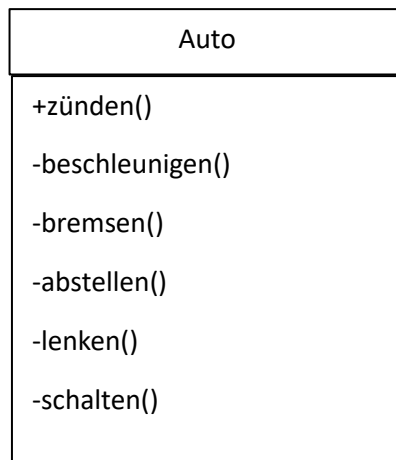 Auto
+zünden()
-beschleunigen()
-bremsen()
-abstellen()
-lenken()
-schalten()